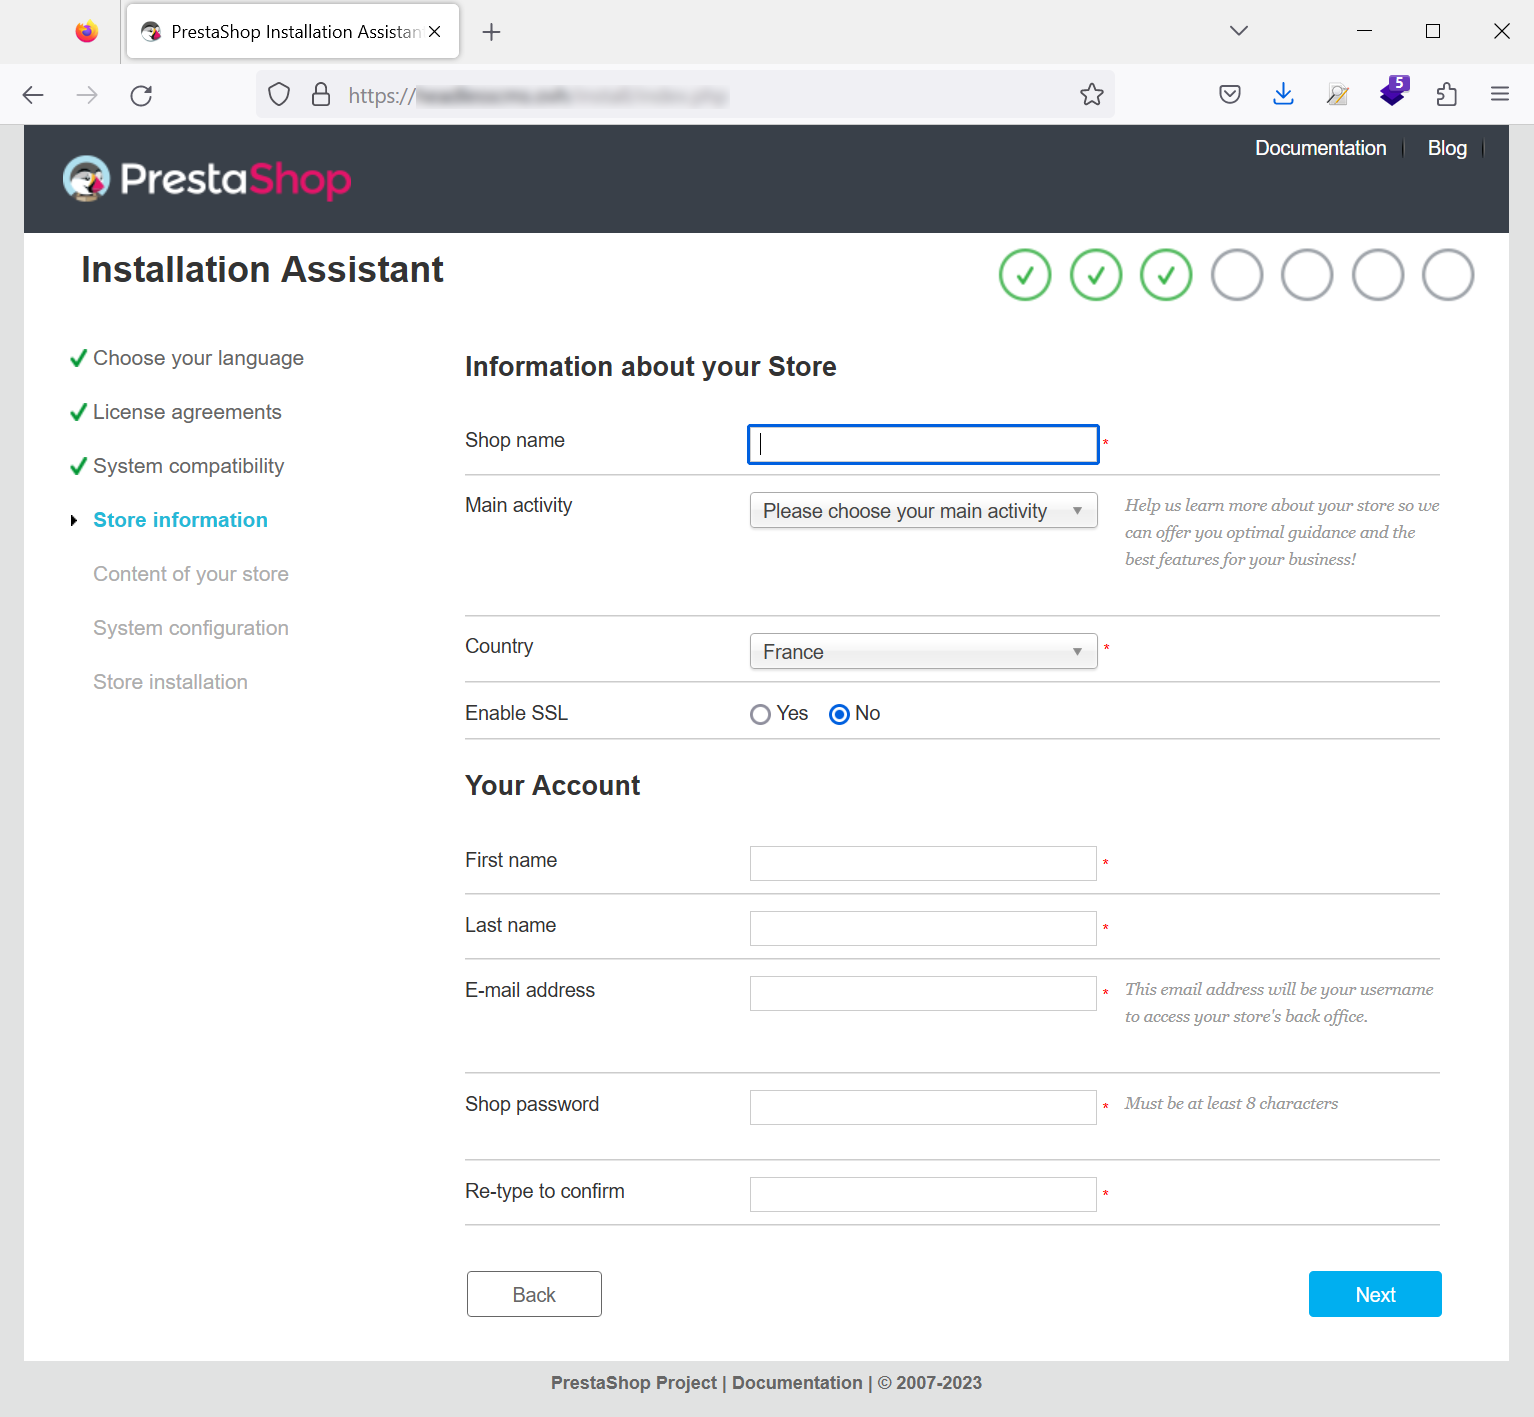 PrestaShop Installation Assistan
https://
5
Documentation
Blog
PrestaShop
Installation Assistant
Choose your language
License agreements
System compatibility
Store information
Content of your store
System configuration
Store installation
Information about your Store
Shop name *
Main activity
Please choose your main activity
Help us learn more about your store so we
can offer you optimal guidance and the
best features for your business!
Country
France *
Enable SSL
Yes No
Your Account
First name *
Last name *
E-mail address *
This email address will be your username
to access your store's back office.
Shop password *
Must be at least 8 characters
Re-type to confirm *
Back
Next
PrestaShop Project | Documentation | © 2007-2023